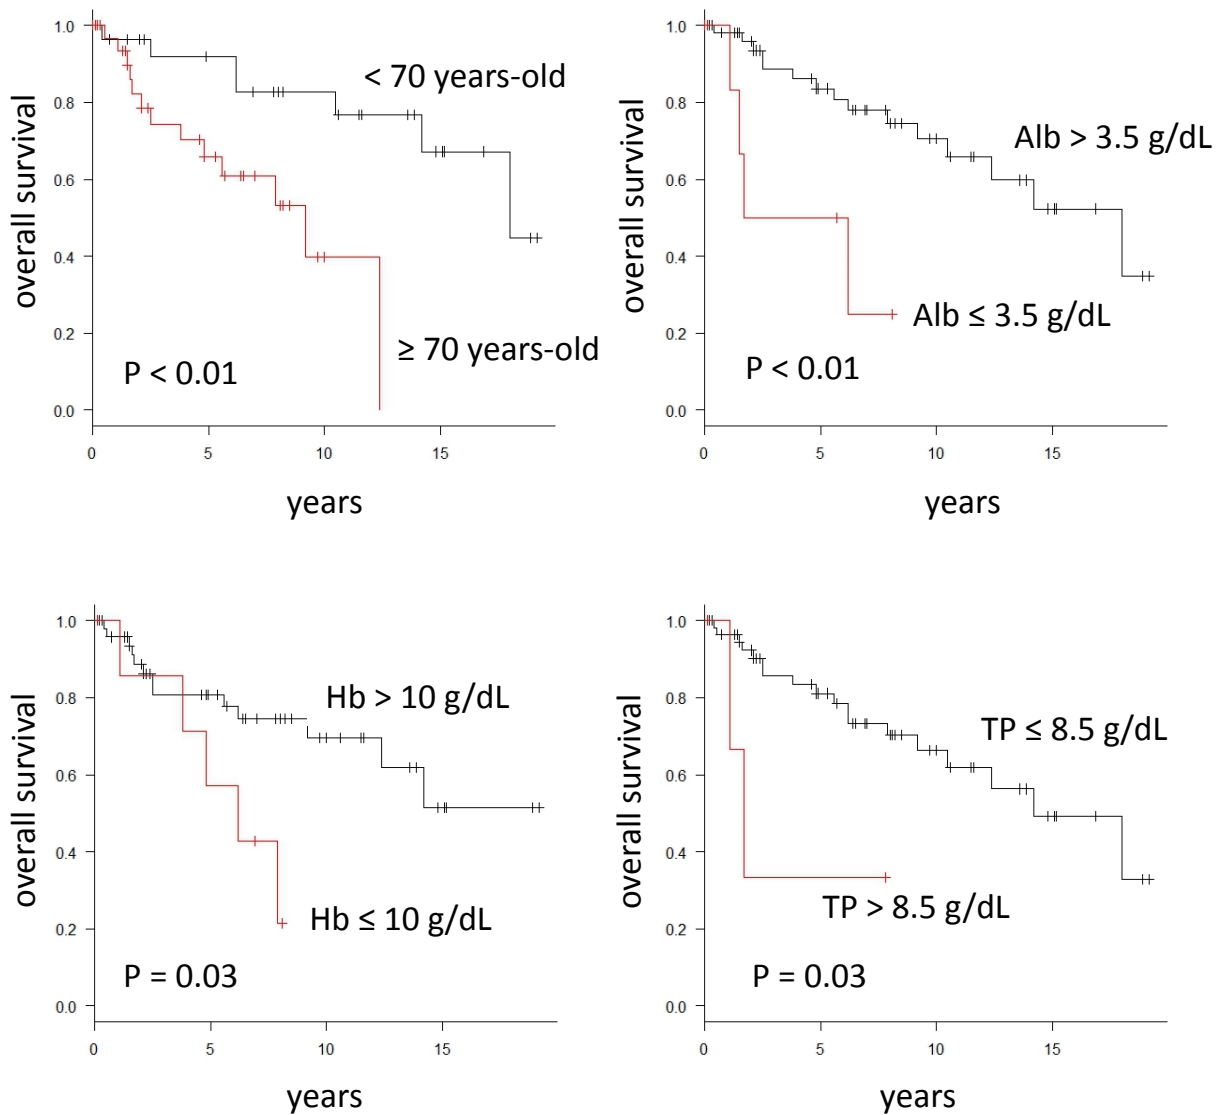 overall survival
1.0
0.8
0.6
0.4
0.2
0.0
< 70 years-old
≥ 70 years-old
P < 0.01
0 5 10 15
years
overall survival
1.0
0.8
0.6
0.4
0.2
0.0
Alb > 3.5 g/dL
Alb ≤ 3.5 g/dL
P < 0.01
0 5 10 15
years
overall survival
1.0
0.8
0.6
0.4
0.2
0.0
Hb > 10 g/dL
Hb ≤ 10 g/dL
P = 0.03
0 5 10 15
years
overall survival
1.0
0.8
0.6
0.4
0.2
0.0
TP ≤ 8.5 g/dL
TP > 8.5 g/dL
P = 0.03
0 5 10 15
years